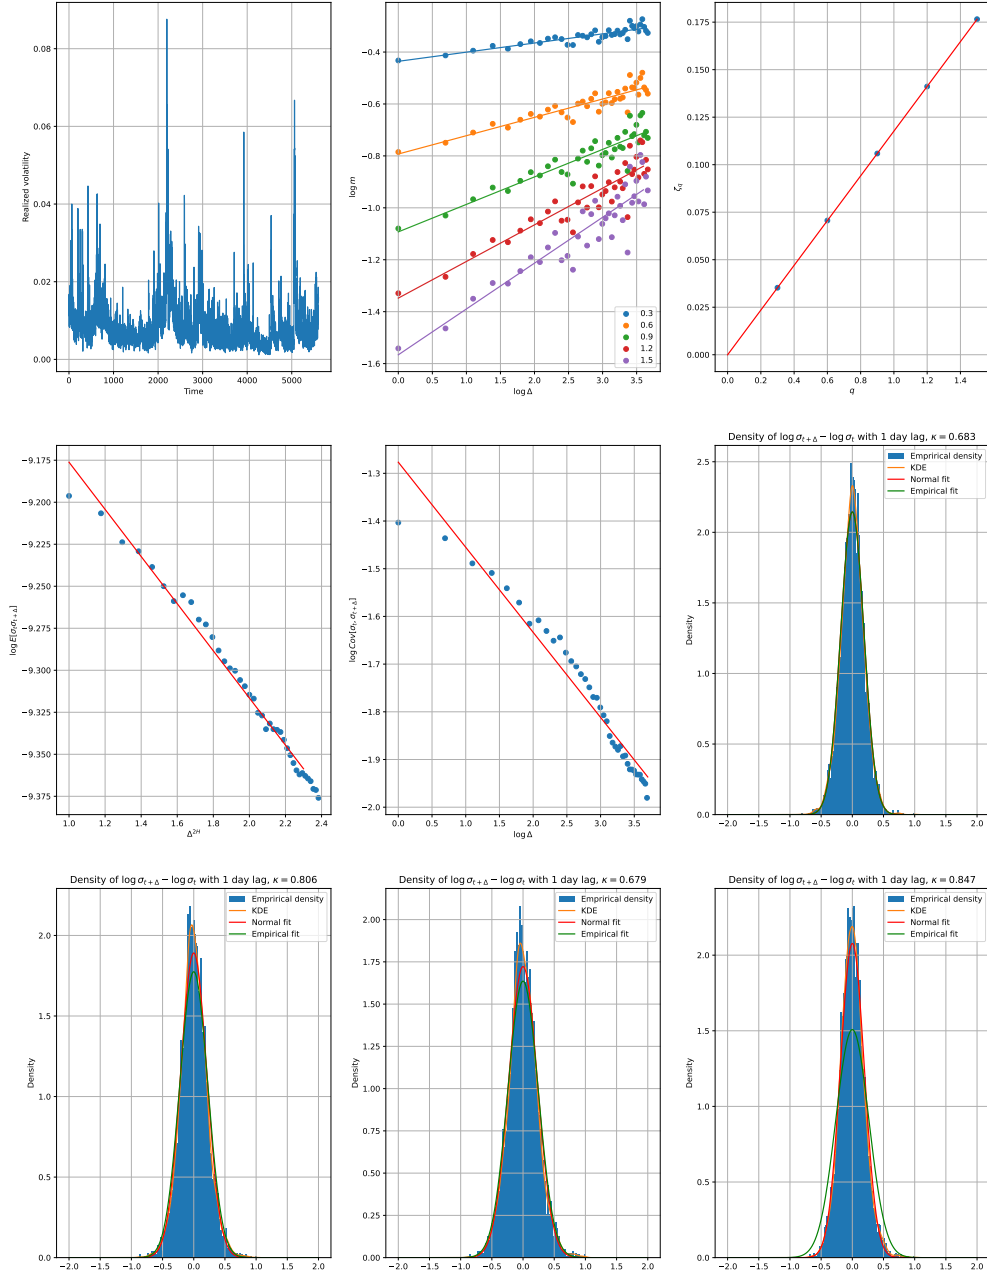 0.08
0.06
0.04
0.02
0.00
Realized volatility
0 1000 2000 3000 4000 5000
Time
−0.4
−0.6
−0.8
−1.0
−1.2
−1.4
−1.6
log m
0.3
0.6
0.9
1.2
1.5
0.0 0.5 1.0 1.5 2.0 2.5 3.0 3.5
log Δ
0.175
0.150
0.125
0.100
0.075
0.050
0.025
0.000
ζq
0.0 0.2 0.4 0.6 0.8 1.0 1.2 1.4
q
−9.175
−9.200
−9.225
−9.250
−9.275
−9.300
−9.325
−9.350
−9.375
log E[σtσt+Δ]
1.0 1.2 1.4 1.6 1.8 2.0 2.2 2.4
Δ^2H
−1.3
−1.4
−1.5
−1.6
−1.7
−1.8
−1.9
−2.0
log Cov[σt, σt+Δ]
0.0 0.5 1.0 1.5 2.0 2.5 3.0 3.5
log Δ
Density of log σt+Δ − log σt with 1 day lag, κ = 0.683
Emprirical density
KDE
Normal fit
Empirical fit
2.5
2.0
1.5
1.0
0.5
0.0
Density
−2.0 −1.5 −1.0 −0.5 0.0 0.5 1.0 1.5 2.0
Density of log σt+Δ − log σt with 1 day lag, κ = 0.806
Emprirical density
KDE
Normal fit
Empirical fit
2.0
1.5
1.0
0.5
0.0
Density
−2.0 −1.5 −1.0 −0.5 0.0 0.5 1.0 1.5 2.0
Density of log σt+Δ − log σt with 1 day lag, κ = 0.679
Emprirical density
KDE
Normal fit
Empirical fit
2.00
1.75
1.50
1.25
1.00
0.75
0.50
0.25
0.00
Density
−2.0 −1.5 −1.0 −0.5 0.0 0.5 1.0 1.5 2.0
Density of log σt+Δ − log σt with 1 day lag, κ = 0.847
Emprirical density
KDE
Normal fit
Empirical fit
2.0
1.5
1.0
0.5
0.0
Density
−2.0 −1.5 −1.0 −0.5 0.0 0.5 1.0 1.5 2.0